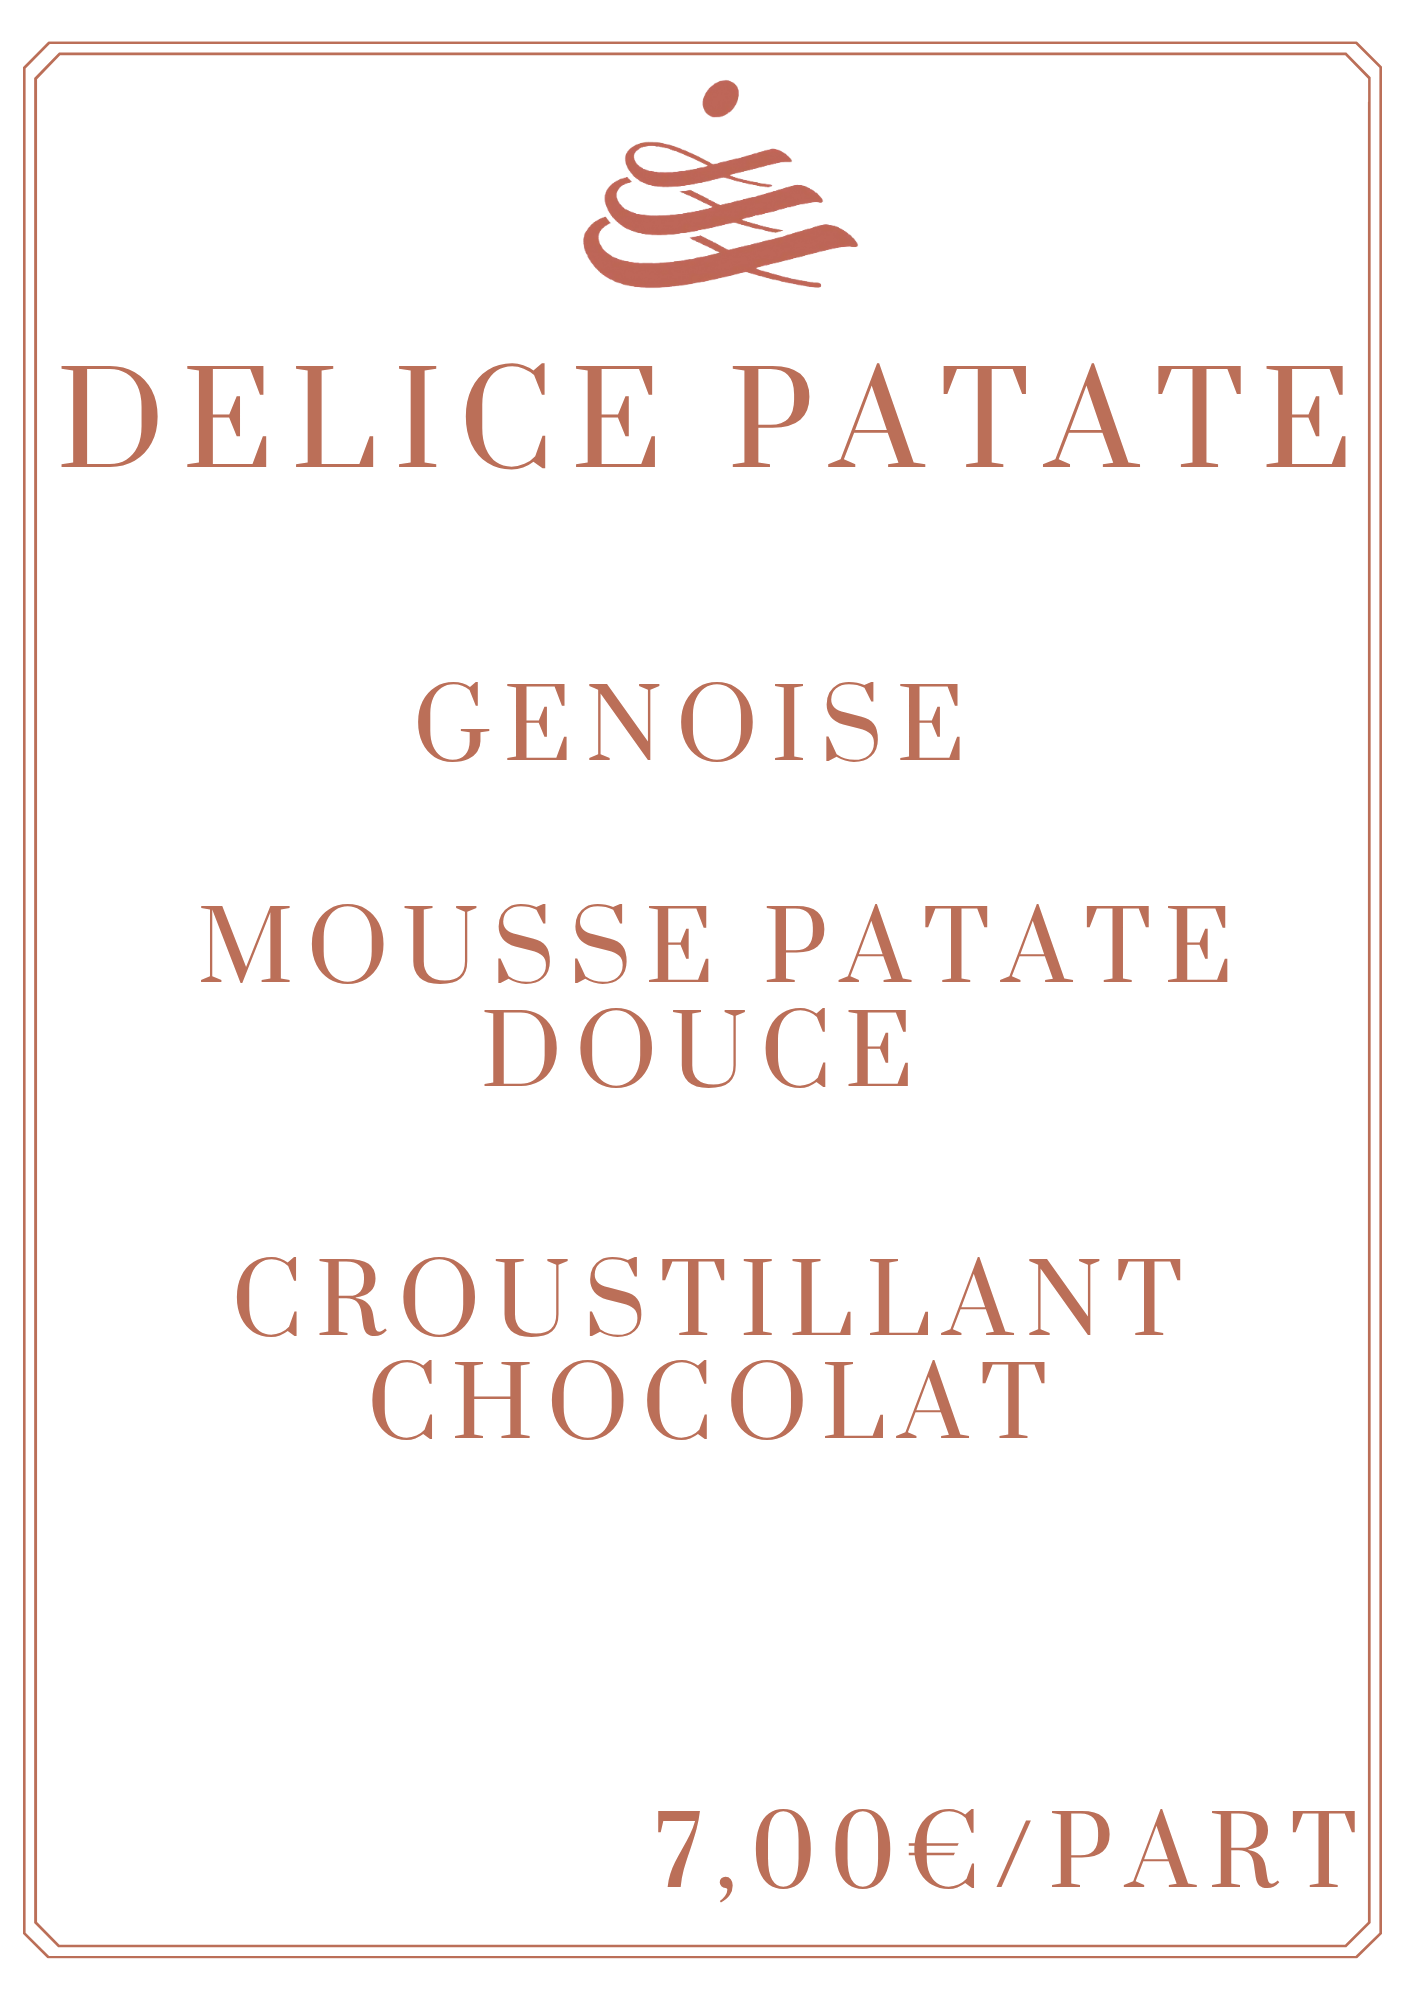 DELICE PATATE
GENOISE
MOUSSE PATATE
DOUCE
CROUSTILLANT
CHOCOLAT
7,00€/PART